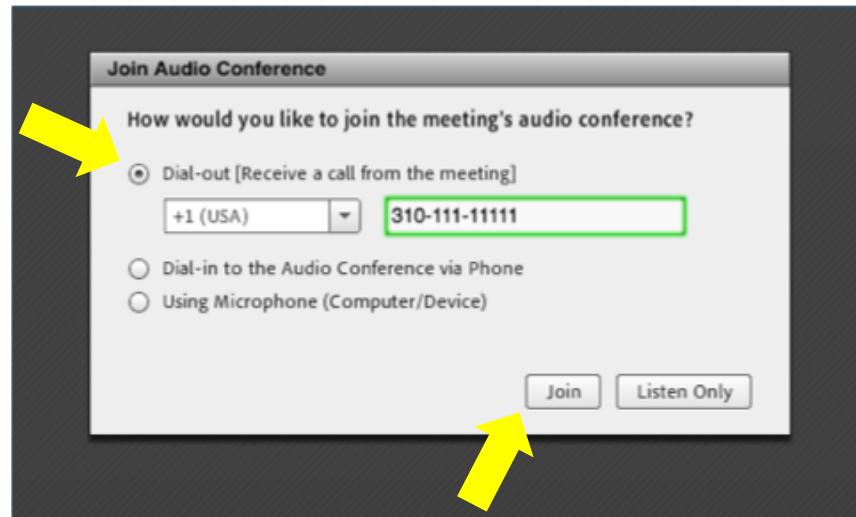 Join Audio Conference
How would you like to join the meeting's audio conference?
Dial-out [Receive a call from the meeting]
+1 (USA) 310-111-11111
Dial-in to the Audio Conference via Phone
Using Microphone (Computer/Device)
Join Listen Only